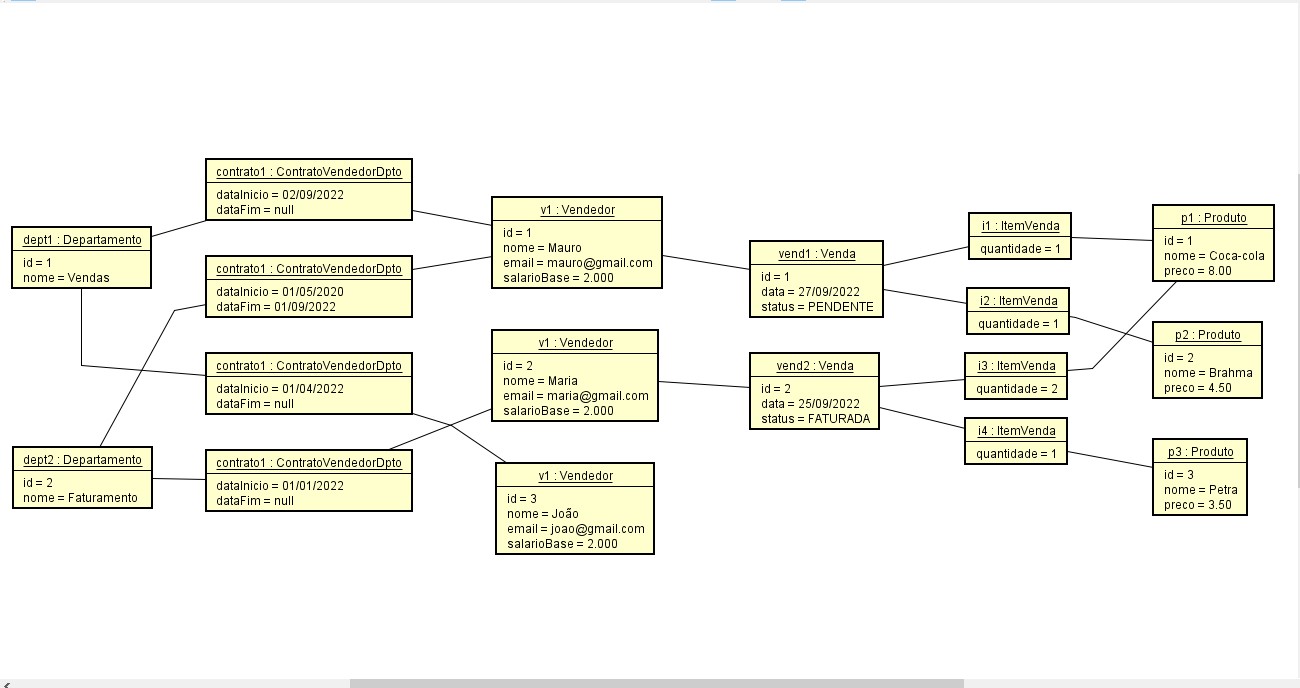 dept1 : Departamento
id = 1
nome = Vendas
dept2 : Departamento
id = 2
nome = Faturamento
contrato1 : ContratoVendedorDpto
dataInicio = 02/09/2022
dataFim = null
contrato1 : ContratoVendedorDpto
dataInicio = 01/05/2020
dataFim = 01/09/2022
contrato1 : ContratoVendedorDpto
dataInicio = 01/04/2022
dataFim = null
contrato1 : ContratoVendedorDpto
dataInicio = 01/01/2022
dataFim = null
v1 : Vendedor
id = 1
nome = Mauro
email = mauro@gmail.com
salarioBase = 2.000
v1 : Vendedor
id = 2
nome = Maria
email = maria@gmail.com
salarioBase = 2.000
v1 : Vendedor
id = 3
nome = João
email = joao@gmail.com
salarioBase = 2.000
vend1 : Venda
id = 1
data = 27/09/2022
status = PENDENTE
vend2 : Venda
id = 2
data = 25/09/2022
status = FATURADA
i1 : ItemVenda
quantidade = 1
i2 : ItemVenda
quantidade = 1
i3 : ItemVenda
quantidade = 2
i4 : ItemVenda
quantidade = 1
p1 : Produto
id = 1
nome = Coca-cola
preco = 8.00
p2 : Produto
id = 2
nome = Brahma
preco = 4.50
p3 : Produto
id = 3
nome = Petra
preco = 3.50